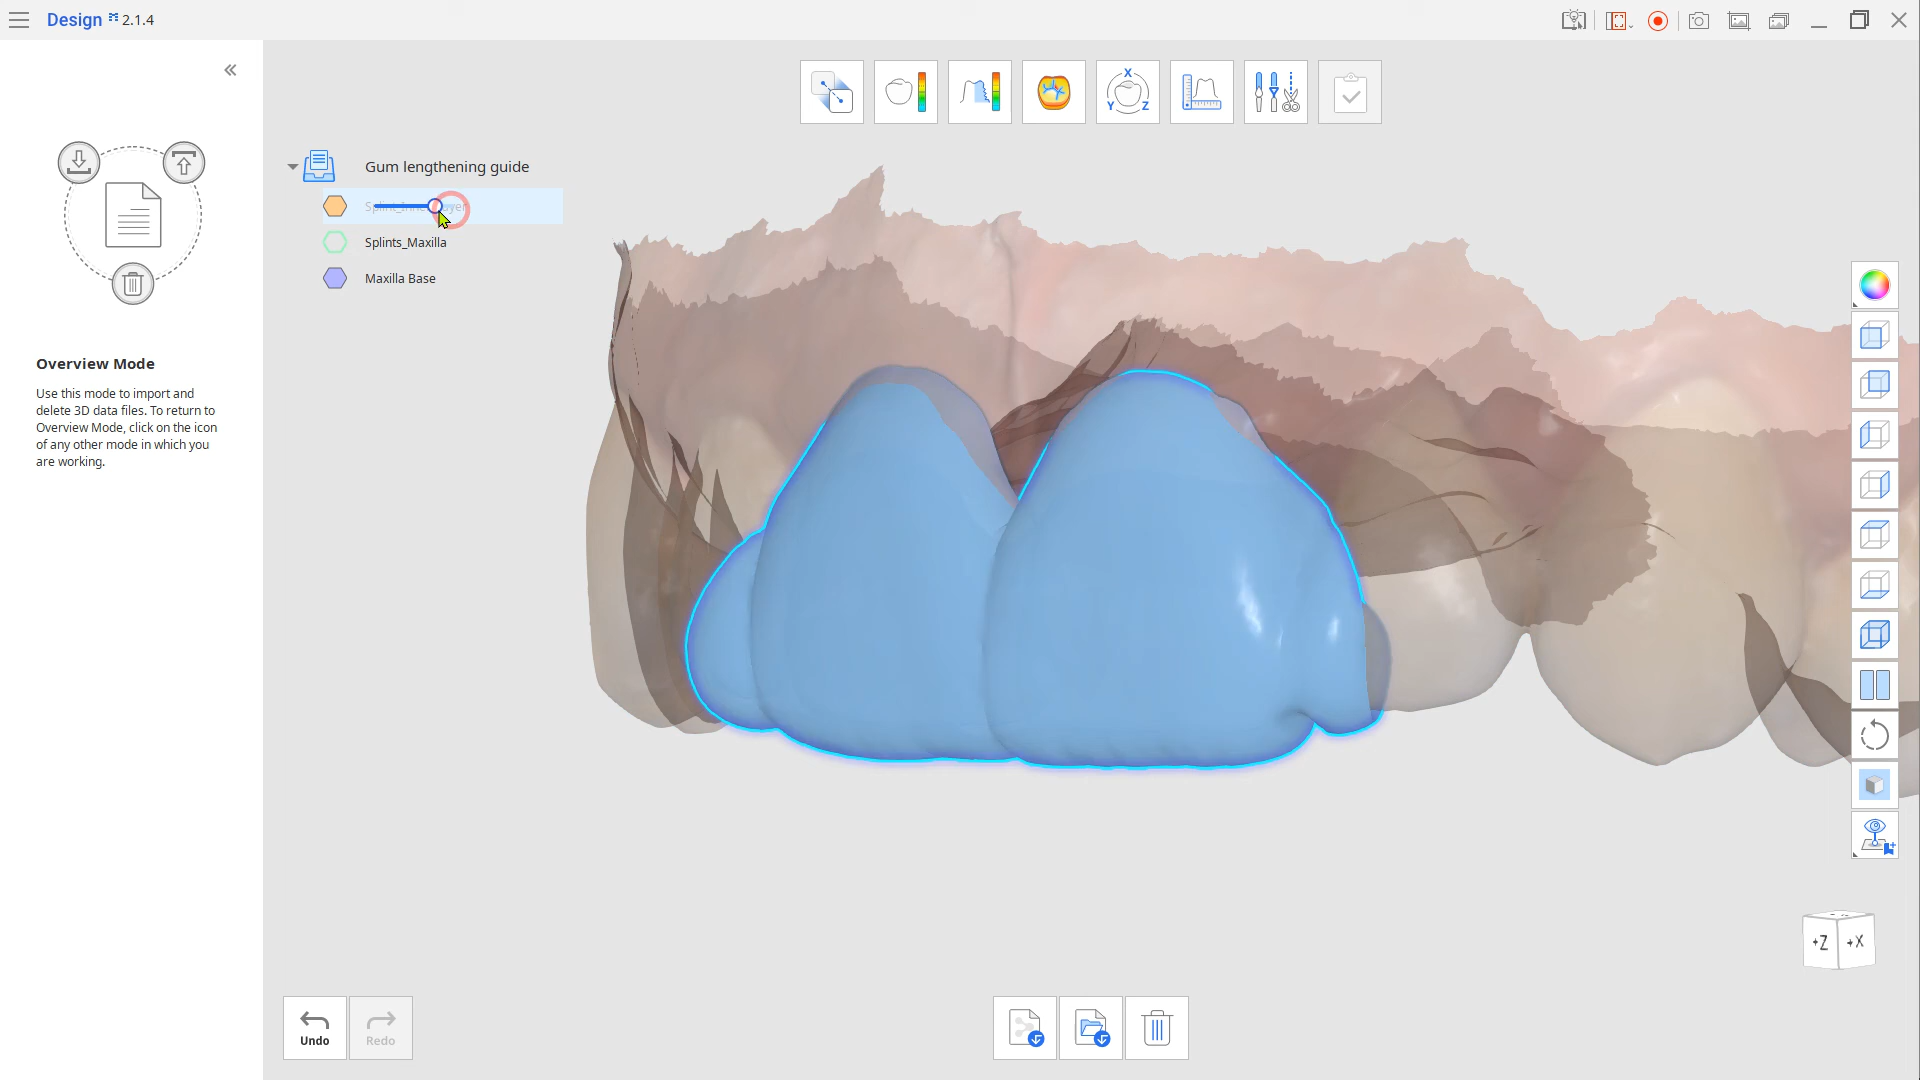 Design 2.1.4
Gum lengthening guide
Splints_Maxilla
Maxilla Base
Overview Mode
Use this mode to import and
delete 3D data files. To return to
Overview Mode, click on the icon
of any other mode in which you
are working.
X
Y Z
+Z +X
Undo
Redo